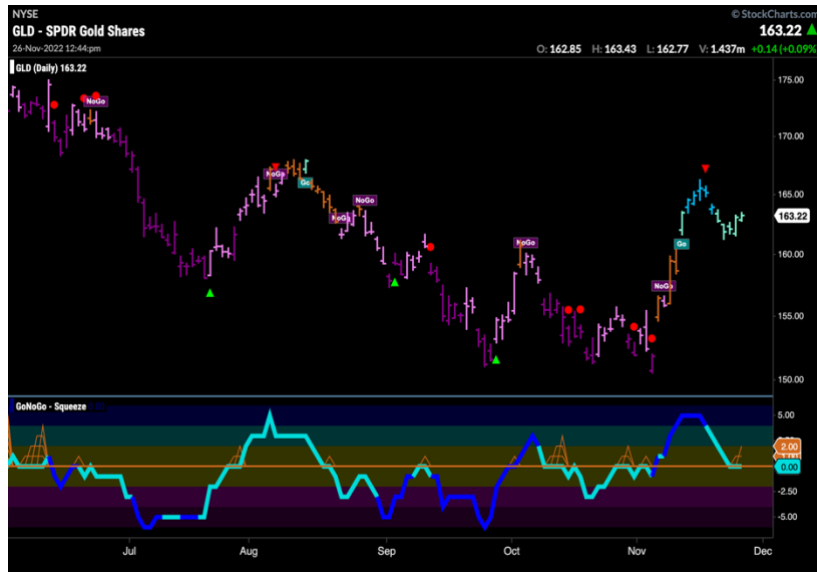 NYSE
© StockCharts.com
GLD - SPDR Gold Shares
163.22
26-Nov-2022 12:44:pm
O: 162.85 H: 163.43 L: 162.77 V: 1.437m +0.14 (+0.09%)
GLD (Daily) 163.22
175.00
NoGo
170.00
NoGo
Go
165.00
NoGo
NoGo
163.22
NoGo
Go
160.00
NoGo
155.00
150.00
GoNoGo - Squeeze
5.00
2.00
0.00
-2.50
-5.00
Jul Aug Sep Oct Nov Dec